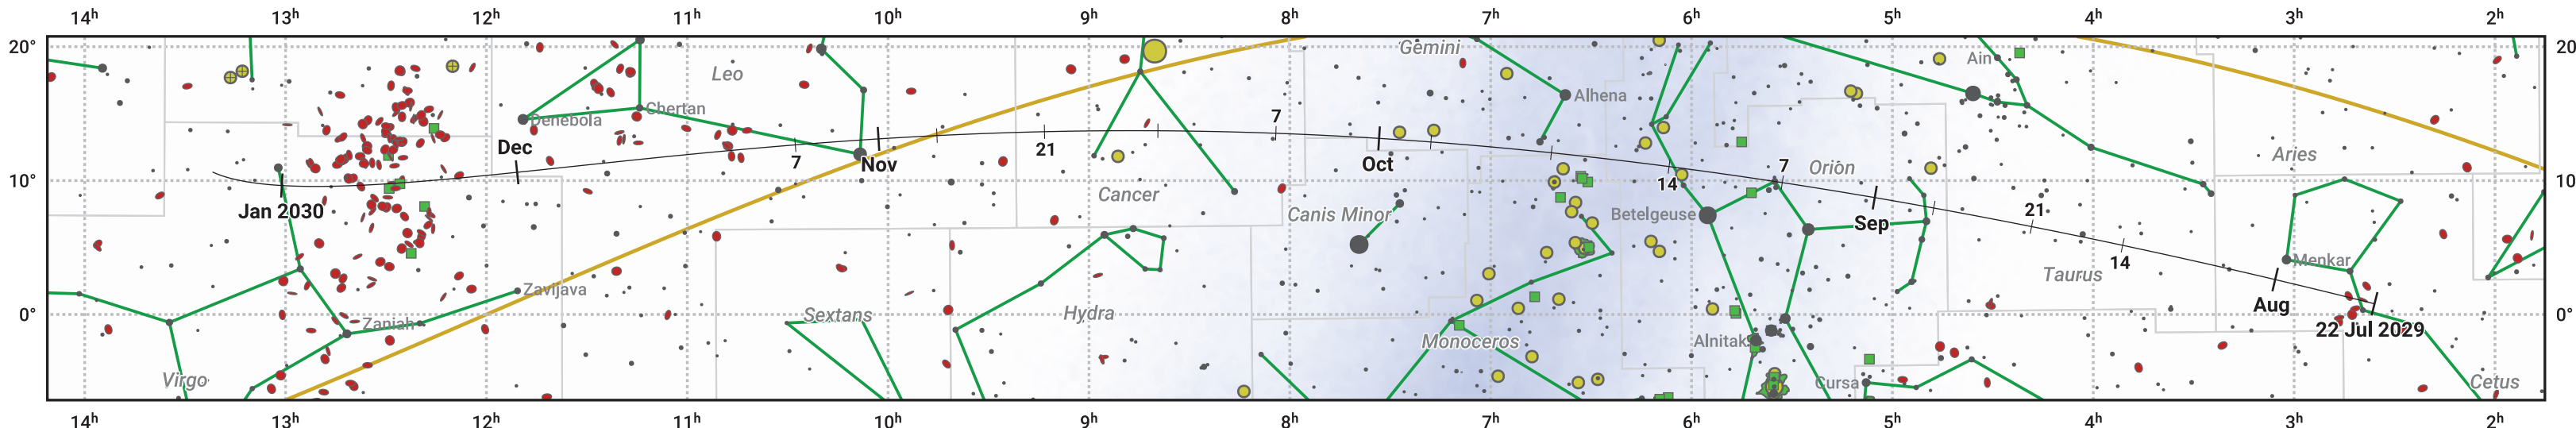 14h 13h 12h 11h 10h 9h 8h 7h 6h 5h 4h 3h 2h
20° Gemini Ain 20
Leo
Alhena
Chertan
Denebola 7
Dec 21 Aries
7 Nov Oct 7 Orion
10° 14 10
Cancer
Jan 2030 Canis Minor Betelgeuse Sep 21
14 Menkar
Zavijava Taurus
Aug
0° Sextans Hydra 0°
Zaniah 22 Jul 2029
Monoceros Alnitak
Virgo Cursa Cetus
14h 13h 12h 11h 10h 9h 8h 7h 6h 5h 4h 3h 2h